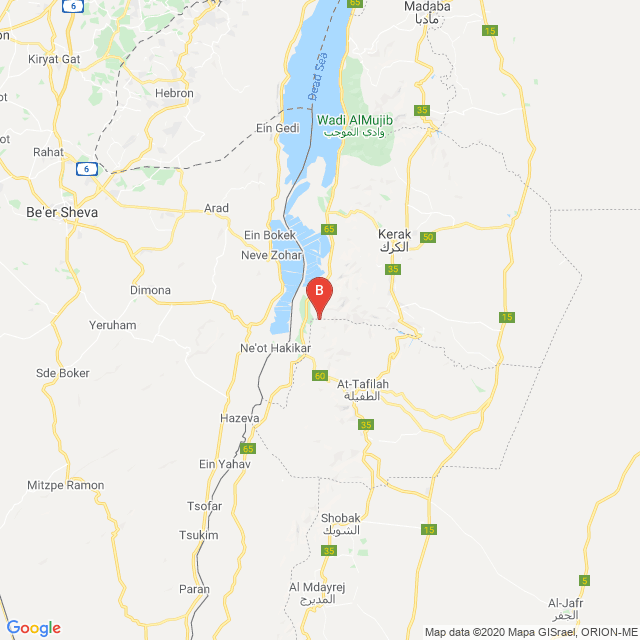 Madaba
مأدبا
6
65
15
Kiryat Gat
Dead Sea
Hebron
35
Wadi AlMujib
وادي الموجب
Ein Gedi
Rahat
6
Be'er Sheva
Arad
Ein Bokek
65
Kerak
الكرك
50
Neve Zohar
35
Dimona
B
15
Yeruham
Ne'ot Hakikar
Sde Boker
60
At-Tafilah
الطفيلة
Hazeva
35
65
Ein Yahav
Mitzpe Ramon
Tsofar
Shobak
الشوبك
15
Tsukim
35
5
Paran
Al Mdayrej
المديرج
Al-Jafr
الجفر
Google
Map data ©2020 Mapa GISrael, ORION-ME